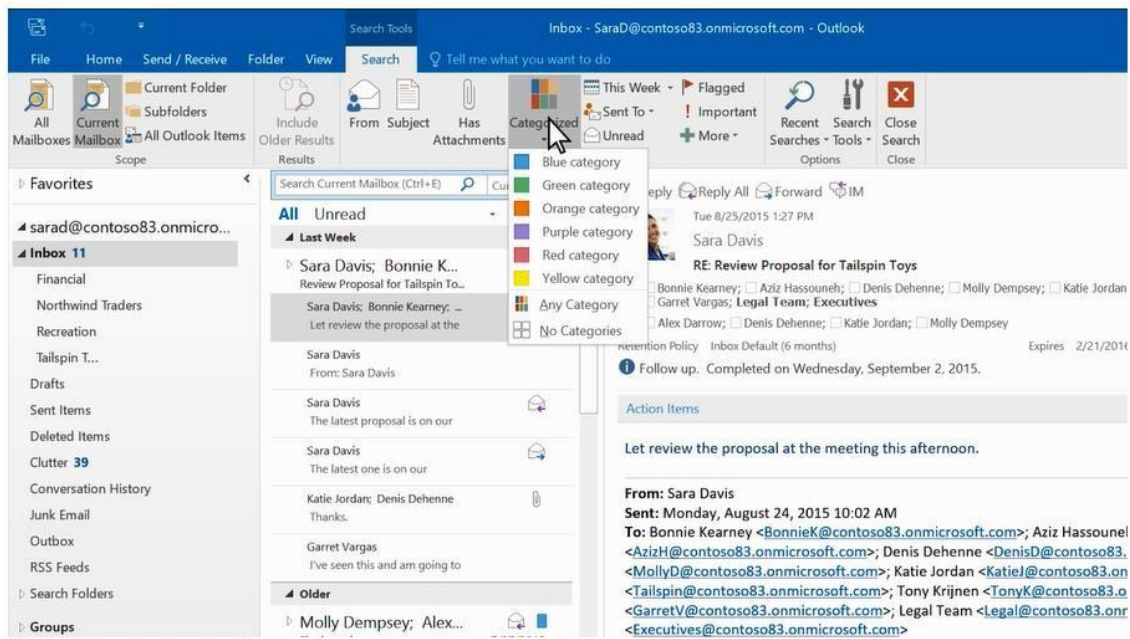 Search Tools
Inbox - SaraD@contoso83.onmicrosoft.com - Outlook
File Home Send / Receive Folder View Search Tell me what you want to do
All Mailboxes
Current Mailbox
Current Folder
Subfolders
All Outlook Items
Scope
Include Older Results
Results
From
Subject
Has Attachments
Categorized
This Week
Sent To
Unread
Flagged
! Important
More
Recent Searches
Search Tools
Options
Close Search
Close
Blue category
Green category
Orange category
Purple category
Red category
Yellow category
Any Category
No Categories
Favorites
sarad@contoso83.onmicro...
Inbox 11
Financial
Northwind Traders
Recreation
Tailspin T...
Drafts
Sent Items
Deleted Items
Clutter 39
Conversation History
Junk Email
Outbox
RSS Feeds
Search Folders
Groups
Search Current Mailbox (Ctrl+E)
Cu
All Unread
Last Week
Sara Davis; Bonnie K...
Review Proposal for Tailspin To...
Sara Davis; Bonnie Kearney; ...
Let review the proposal at the
Sara Davis
From: Sara Davis
Sara Davis
The latest proposal is on our
Sara Davis
The latest one is on our
Katie Jordan; Denis Dehenne
Thanks.
Garret Vargas
I've seen this and am going to
Older
Molly Dempsey; Alex...
eply Reply All Forward IM
Tue 8/25/2015 1:27 PM
Sara Davis
RE: Review Proposal for Tailspin Toys
Bonnie Kearney; Aziz Hassouneh; Denis Dehenne; Molly Dempsey; Katie Jordan
Garret Vargas; Legal Team; Executives
Alex Darrow; Denis Dehenne; Katie Jordan; Molly Dempsey
Retention Policy Inbox Default (6 months) Expires 2/21/2016
Follow up. Completed on Wednesday, September 2, 2015.
Action Items
Let review the proposal at the meeting this afternoon.
From: Sara Davis
Sent: Monday, August 24, 2015 10:02 AM
To: Bonnie Kearney <BonnieK@contoso83.onmicrosoft.com>; Aziz Hassounel
<AzizH@contoso83.onmicrosoft.com>; Denis Dehenne <DenisD@contoso83.
<MollyD@contoso83.onmicrosoft.com>; Katie Jordan <KatieJ@contoso83.on
<Tailspin@contoso83.onmicrosoft.com>; Tony Krijnen <TonyK@contoso83.o
<GarretV@contoso83.onmicrosoft.com>; Legal Team <Legal@contoso83.onr
<Executives@contoso83.onmicrosoft.com>